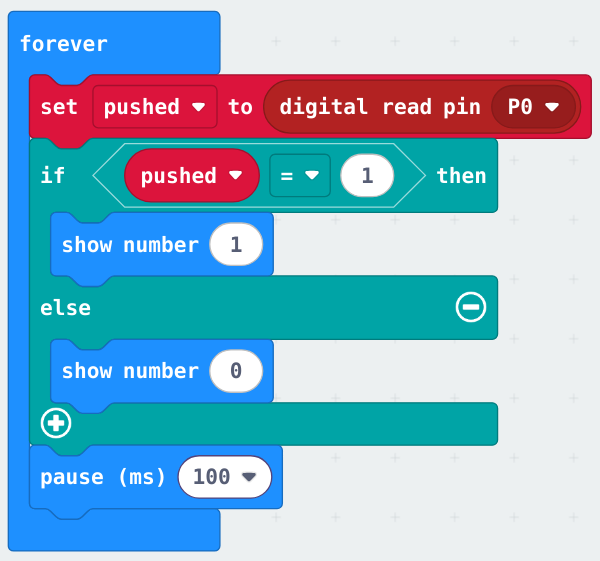 forever
set pushed to digital read pin P0
if pushed = 1 then
show number 1
else
show number 0
pause (ms) 100